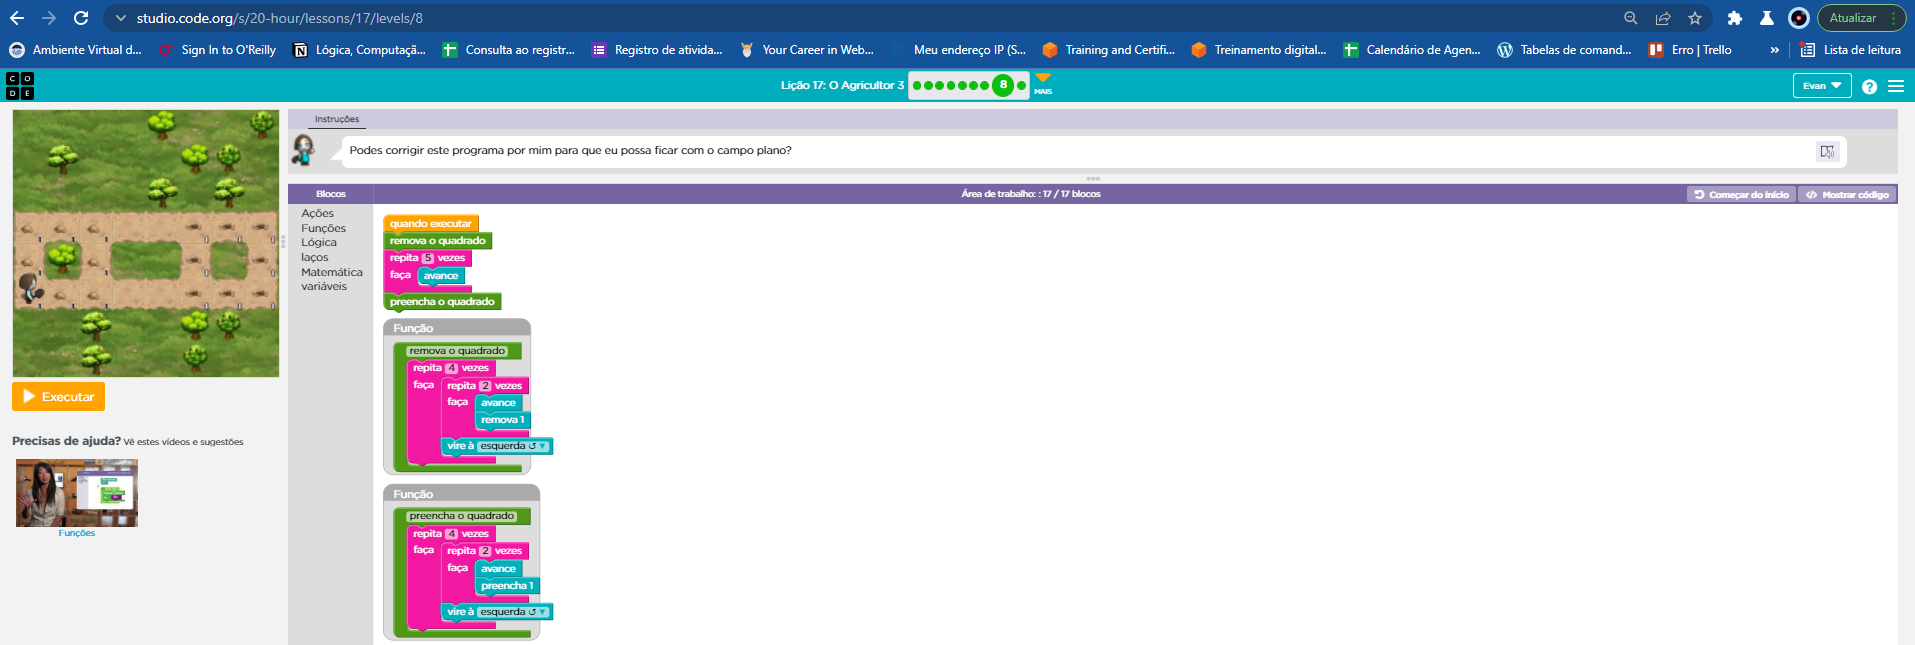 studio.code.org/s/20-hour/lessons/17/levels/8
Atualizar
Ambiente Virtual d...
Sign In to O'Reilly
Lógica, Computaçã...
Consulta ao registr...
Registro de ativida...
Your Career in Web...
Meu endereço IP (S...
Training and Certifi...
Treinamento digital...
Calendário de Agen...
Tabelas de comand...
Erro | Trello
»
Lista de leitura
C O
D E
Lição 17: O Agricultor 3
8
MAIS
Evan
?
Instruções
Podes corrigir este programa por mim para que eu possa ficar com o campo plano?
Blocos
Área de trabalho: : 17 / 17 blocos
Começar do início
</> Mostrar código
Ações
Funções
Lógica
laços
Matemática
variáveis
quando executar
remova o quadrado
repita 5 vezes
faça avance
preencha o quadrado
Função
remova o quadrado
repita 4 vezes
faça repita 2 vezes
faça avance
remova 1
vire à esquerda ↺
Função
preencha o quadrado
repita 4 vezes
faça repita 2 vezes
faça avance
preencha 1
vire à esquerda ↺
Executar
Precisas de ajuda? Vê estes vídeos e sugestões
Funções